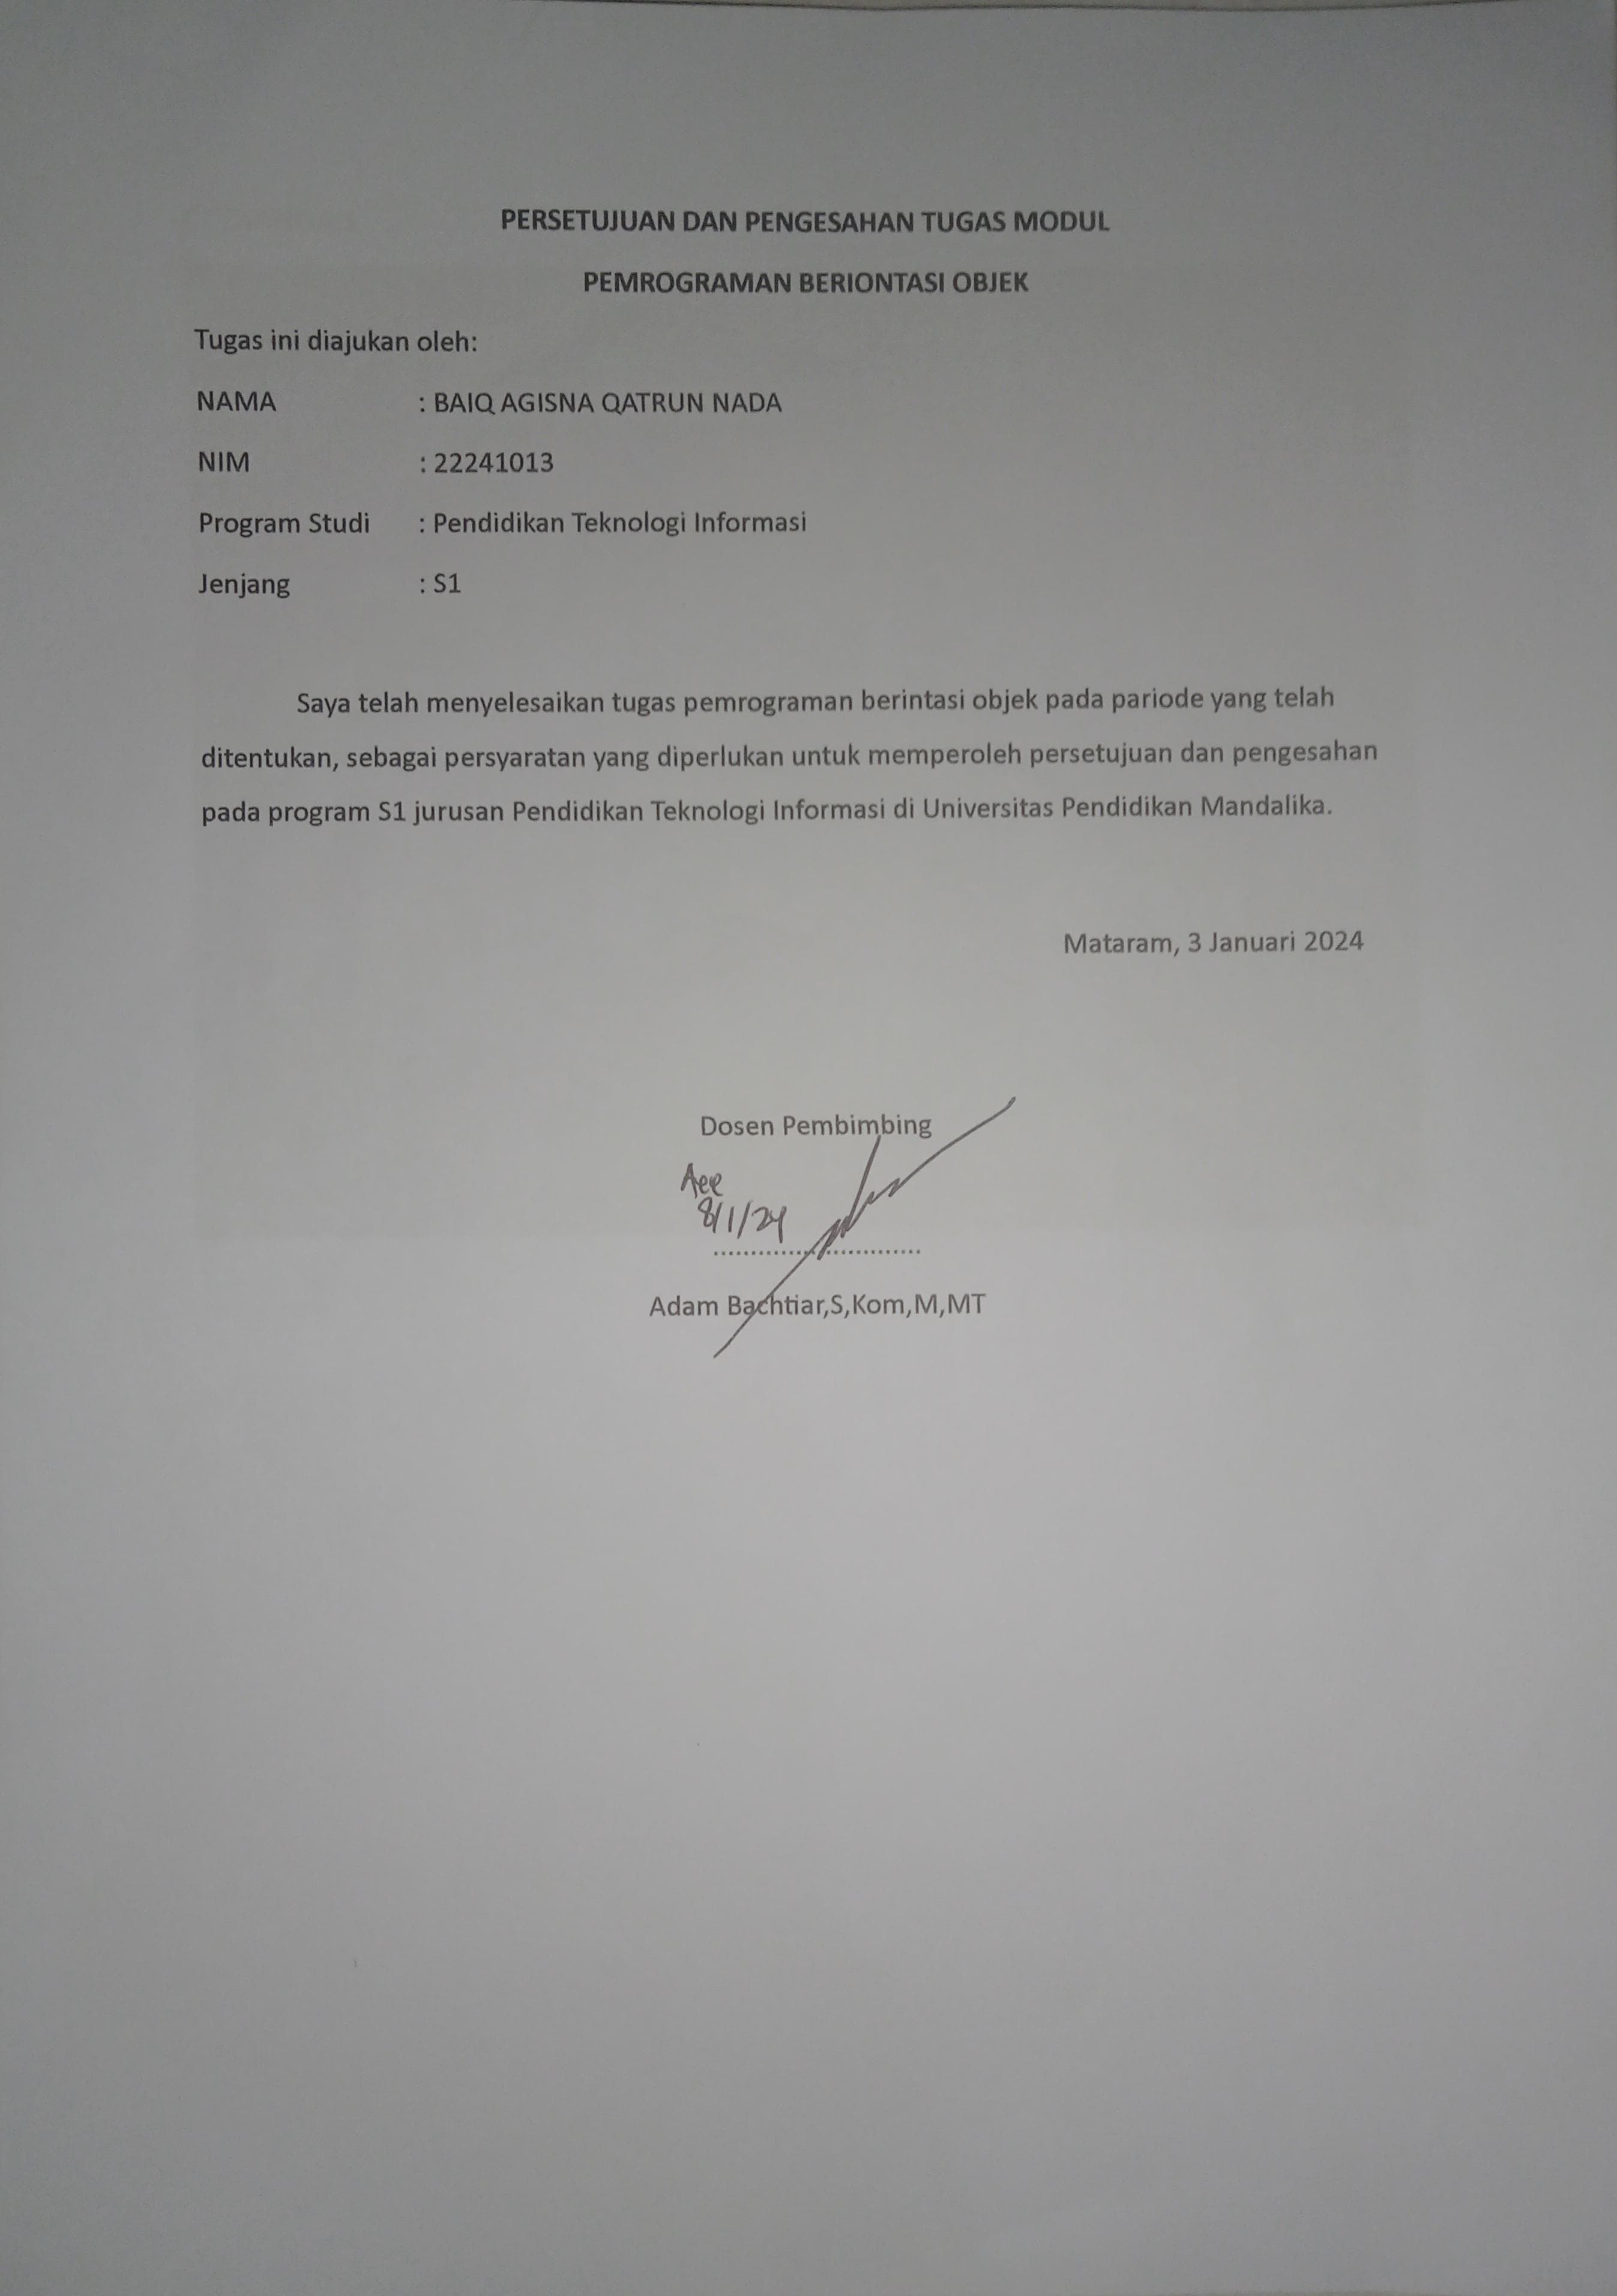 PERSETUJUAN DAN PENGESAHAN TUGAS MODUL
PEMROGRAMAN BERIONTASI OBJEK
Tugas ini diajukan oleh:
NAMA : BAIQ AGISNA QATRUN NADA
NIM : 22241013
Program Studi : Pendidikan Teknologi Informasi
Jenjang : S1
Saya telah menyelesaikan tugas pemrograman berintasi objek pada pariode yang telah
ditentukan, sebagai persyaratan yang diperlukan untuk memperoleh persetujuan dan pengesahan
pada program S1 jurusan Pendidikan Teknologi Informasi di Universitas Pendidikan Mandalika.
Mataram, 3 Januari 2024
Dosen Pembimbing
Acc
8/1/24
..............................
Adam Bachtiar,S,Kom,M,MT